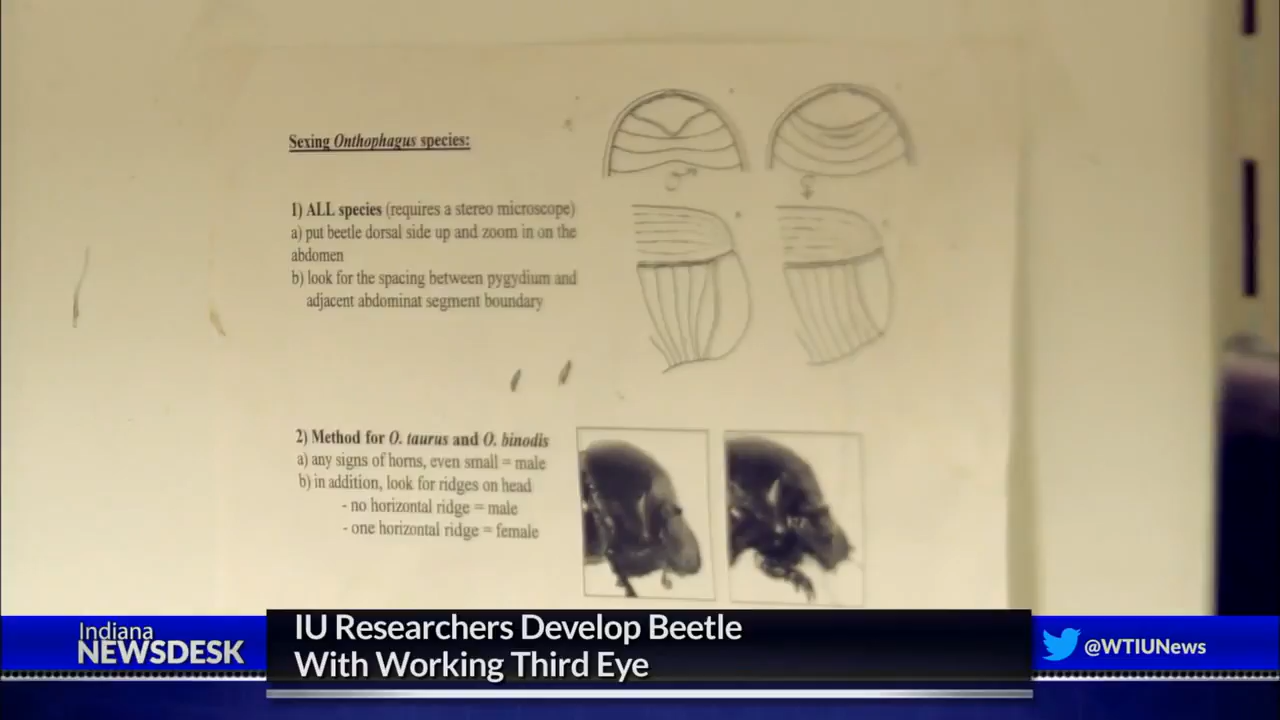 Sexing Onthophagus species:
♂ ♀
1) ALL species (requires a stereo microscope)
a) put beetle dorsal side up and zoom in on the
abdomen
b) look for the spacing between pygydium and
adjacent abdominat segment boundary
2) Method for O. taurus and O. binodis
a) any signs of horns, even small = male
b) in addition, look for ridges on head
- no horizontal ridge = male
- one horizontal ridge = female
Indiana
NEWSDESK
IU Researchers Develop Beetle
With Working Third Eye
@WTIUNews